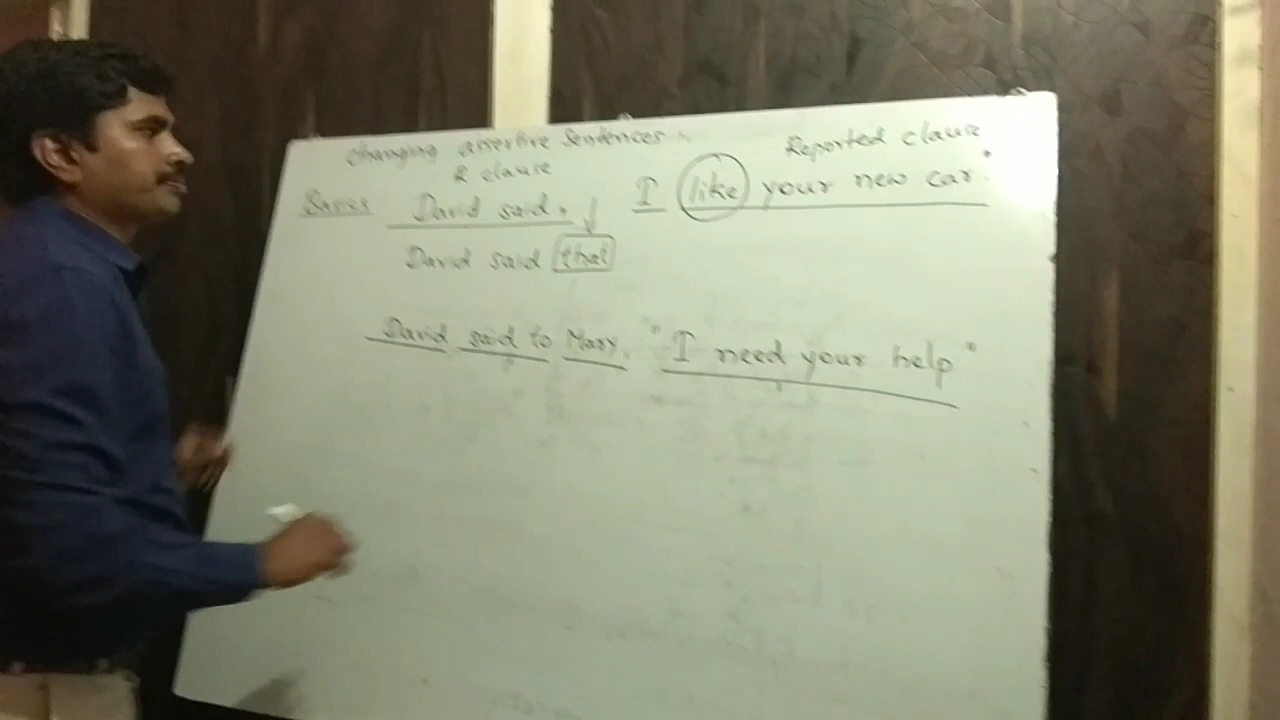 changing assertive sentences
R clause
Reported clause
Basics David said. I like your new car.
David said that
David said to Mary, "I need your help"